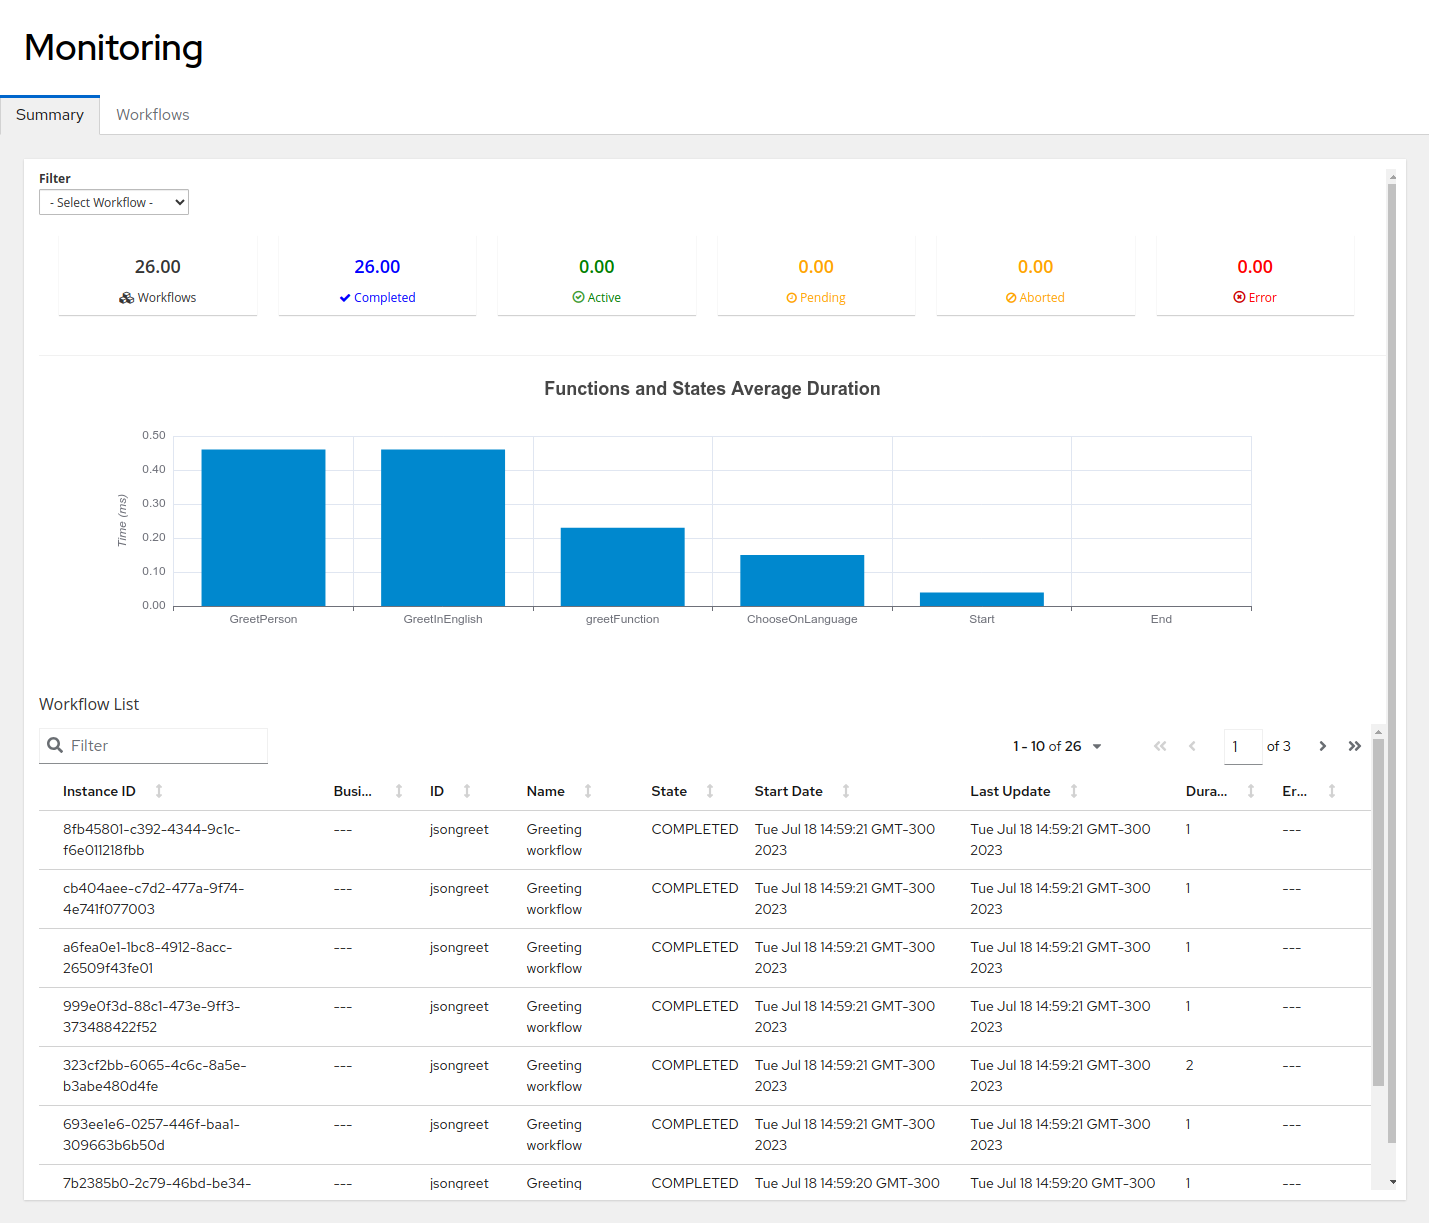 Monitoring
Summary Workflows
Filter
- Select Workflow -
26.00 26.00 0.00 0.00 0.00 0.00
Workflows Completed Active Pending Aborted Error
Functions and States Average Duration
0.50
0.40
0.30
0.20
0.10
0.00
Time (ms)
GreetPerson GreetInEnglish greetFunction ChooseOnLanguage Start End
Workflow List
Filter 1 - 10 of 26 1 of 3
Instance ID Busi... ID Name State Start Date Last Update Dura... Er...
8fb45801-c392-4344-9c1c- --- jsongreet Greeting COMPLETED Tue Jul 18 14:59:21 GMT-300 Tue Jul 18 14:59:21 GMT-300 1 ---
f6e011218fbb workflow 2023 2023
cb404aee-c7d2-477a-9f74- --- jsongreet Greeting COMPLETED Tue Jul 18 14:59:21 GMT-300 Tue Jul 18 14:59:21 GMT-300 1 ---
4e741f077003 workflow 2023 2023
a6fea0e1-1bc8-4912-8acc- --- jsongreet Greeting COMPLETED Tue Jul 18 14:59:21 GMT-300 Tue Jul 18 14:59:21 GMT-300 1 ---
26509f43fe01 workflow 2023 2023
999e0f3d-88c1-473e-9ff3- --- jsongreet Greeting COMPLETED Tue Jul 18 14:59:21 GMT-300 Tue Jul 18 14:59:21 GMT-300 1 ---
373488422f52 workflow 2023 2023
323cf2bb-6065-4c6c-8a5e- --- jsongreet Greeting COMPLETED Tue Jul 18 14:59:21 GMT-300 Tue Jul 18 14:59:21 GMT-300 2 ---
b3abe480d4fe workflow 2023 2023
693ee1e6-0257-446f-baa1- --- jsongreet Greeting COMPLETED Tue Jul 18 14:59:21 GMT-300 Tue Jul 18 14:59:21 GMT-300 1 ---
309663b6b50d workflow 2023 2023
7b2385b0-2c79-46bd-be34- --- jsongreet Greeting COMPLETED Tue Jul 18 14:59:20 GMT-300 Tue Jul 18 14:59:20 GMT-300 1 ---